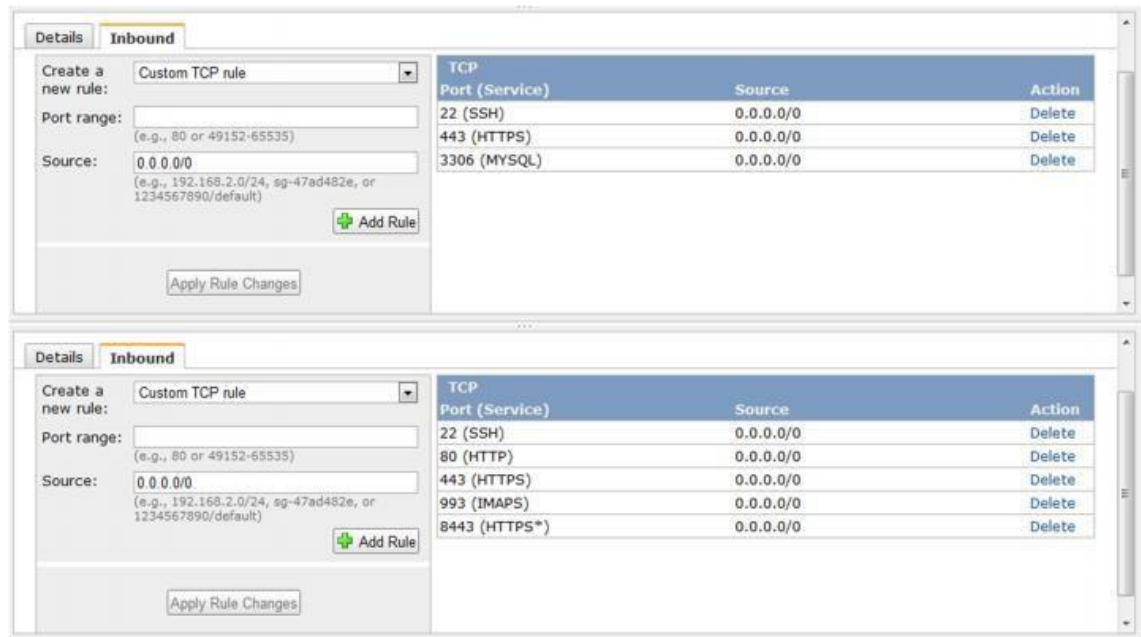 Details Inbound
Create a new rule: Custom TCP rule
Port range:
(e.g., 80 or 49152-65535)
Source: 0.0.0.0/0
(e.g., 192.168.2.0/24, sg-47ad482e, or
1234567890/default)
Add Rule
Apply Rule Changes
TCP
Port (Service) Source Action
22 (SSH) 0.0.0.0/0 Delete
443 (HTTPS) 0.0.0.0/0 Delete
3306 (MYSQL) 0.0.0.0/0 Delete
Details Inbound
Create a new rule: Custom TCP rule
Port range:
(e.g., 80 or 49152-65535)
Source: 0.0.0.0/0
(e.g., 192.168.2.0/24, sg-47ad482e, or
1234567890/default)
Add Rule
Apply Rule Changes
TCP
Port (Service) Source Action
22 (SSH) 0.0.0.0/0 Delete
80 (HTTP) 0.0.0.0/0 Delete
443 (HTTPS) 0.0.0.0/0 Delete
993 (IMAPS) 0.0.0.0/0 Delete
8443 (HTTPS*) 0.0.0.0/0 Delete